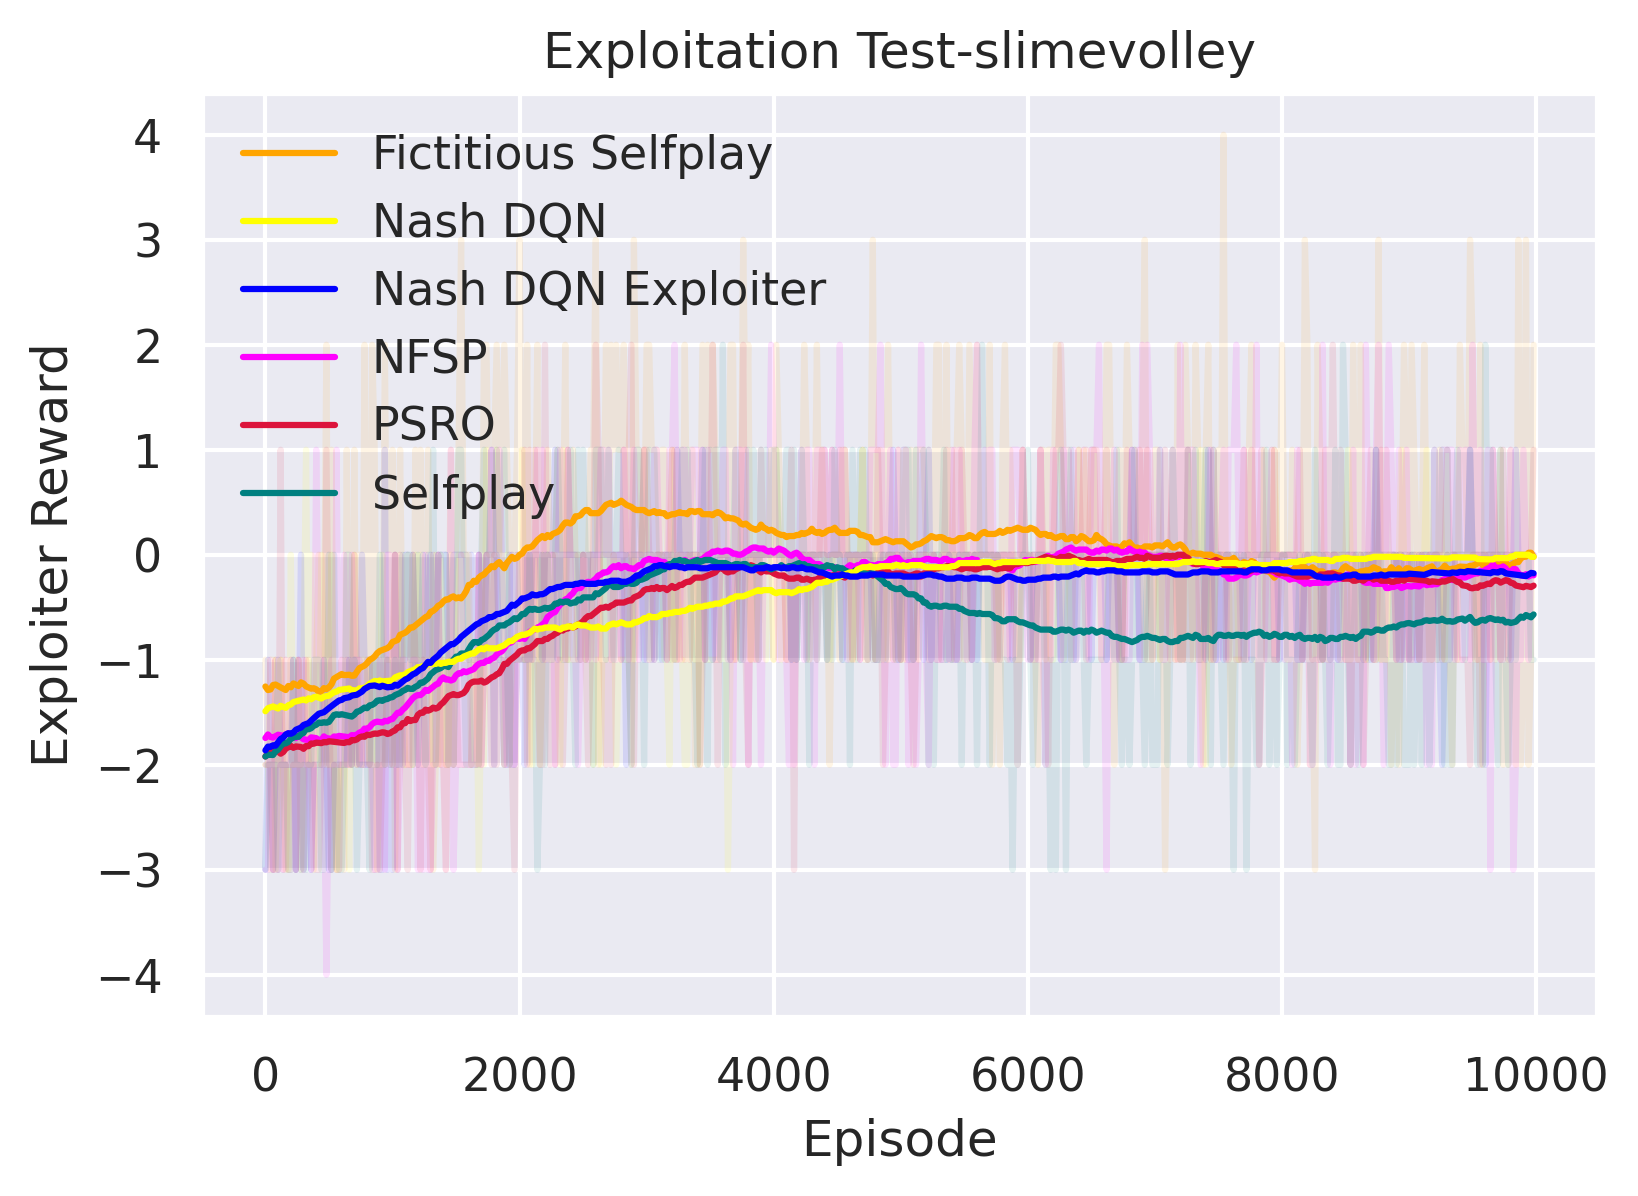 Exploitation Test-slimevolley
4
3
2
1
0
−1
−2
−3
−4
Exploiter Reward
Fictitious Selfplay
Nash DQN
Nash DQN Exploiter
NFSP
PSRO
Selfplay
0 2000 4000 6000 8000 10000
Episode